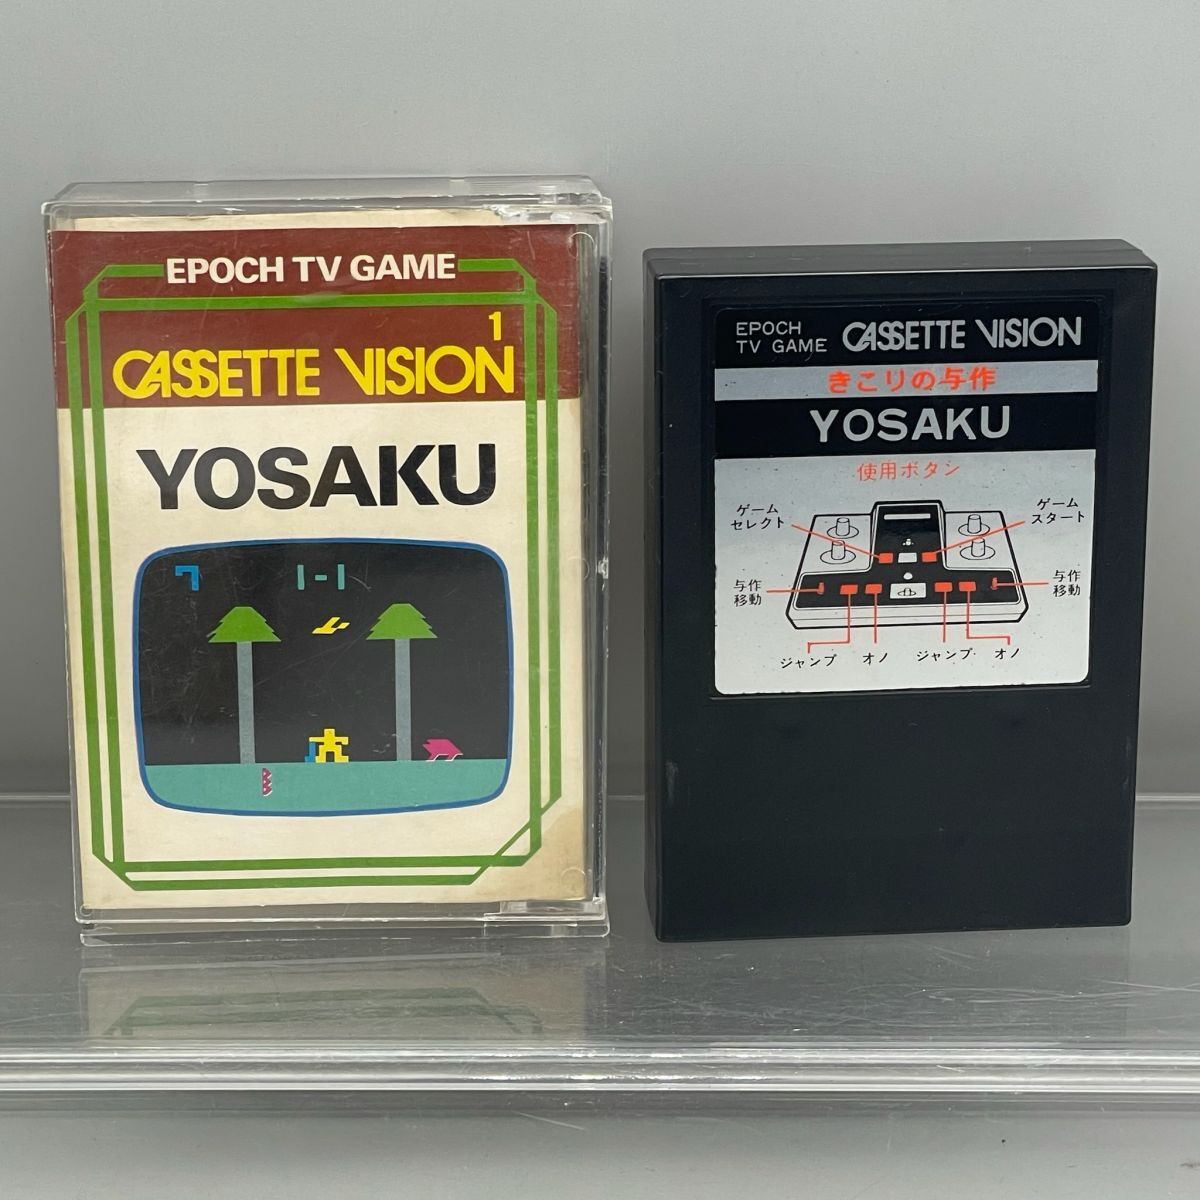 EPOCH TV GAME
1
CASSETTE VISION
YOSAKU
7
1-1
EPOCH
TV GAME
CASSETTE VISION
きこりの与作
YOSAKU
使用ボタン
ゲーム
セレクト
ゲーム
スタート
与作
移動
与作
移動
ジャンプ
オノ
ジャンプ
オノ